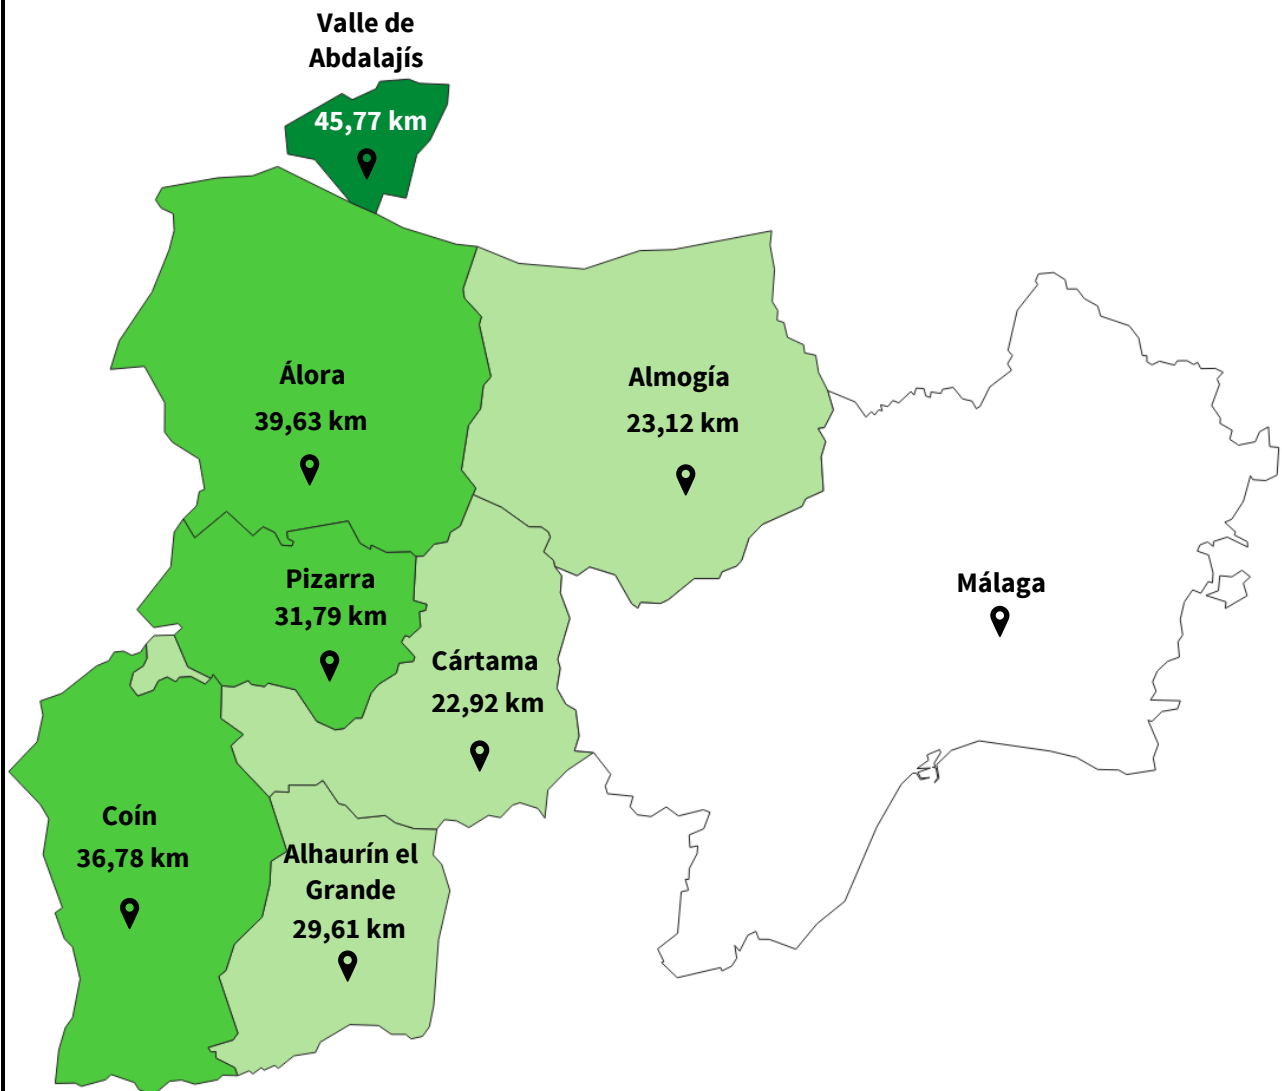 Valle de
Abdalajís
45,77 km
Álora
39,63 km
Almogía
23,12 km
Pizarra
31,79 km
Málaga
Cártama
22,92 km
Coín
36,78 km
Alhaurín el
Grande
29,61 km